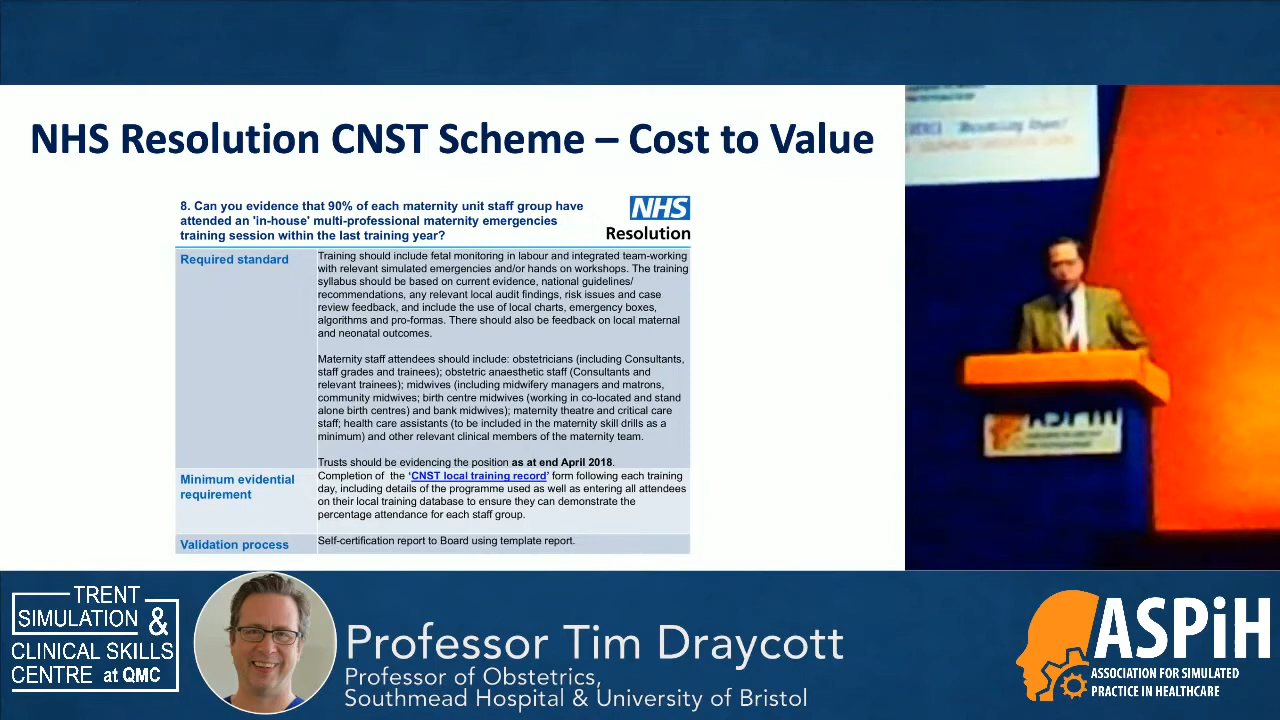 NHS Resolution CNST Scheme – Cost to Value
8. Can you evidence that 90% of each maternity unit staff group have
attended an 'in-house' multi-professional maternity emergencies
training session within the last training year?
NHS
Resolution
Required standard
Training should include fetal monitoring in labour and integrated team-working
with relevant simulated emergencies and/or hands on workshops. The training
syllabus should be based on current evidence, national guidelines/
recommendations, any relevant local audit findings, risk issues and case
review feedback, and include the use of local charts, emergency boxes,
algorithms and pro-formas. There should also be feedback on local maternal
and neonatal outcomes.
Maternity staff attendees should include: obstetricians (including Consultants,
staff grades and trainees); obstetric anaesthetic staff (Consultants and
relevant trainees); midwives (including midwifery managers and matrons,
community midwives; birth centre midwives (working in co-located and stand
alone birth centres) and bank midwives); maternity theatre and critical care
staff; health care assistants (to be included in the maternity skill drills as a
minimum) and other relevant clinical members of the maternity team.
Trusts should be evidencing the position as at end April 2018.
Minimum evidential
requirement
Completion of the 'CNST local training record' form following each training
day, including details of the programme used as well as entering all attendees
on their local training database to ensure they can demonstrate the
percentage attendance for each staff group.
Validation process
Self-certification report to Board using template report.
ASPiH
TRENT
SIMULATION &
CLINICAL SKILLS
CENTRE at QMC
Professor Tim Draycott
Professor of Obstetrics,
Southmead Hospital & University of Bristol
ASPiH
ASSOCIATION FOR SIMULATED
PRACTICE IN HEALTHCARE